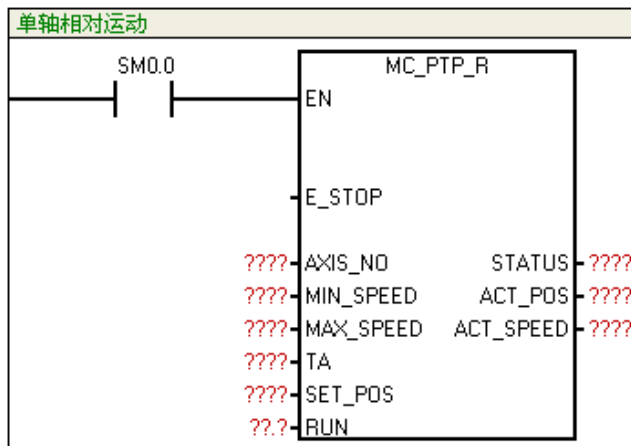 单轴相对运动
SM0.0
MC_PTP_R
EN
E_STOP
???? AXIS_NO STATUS ????
???? MIN_SPEED ACT_POS ????
???? MAX_SPEED ACT_SPEED ????
???? TA
???? SET_POS
??.? RUN